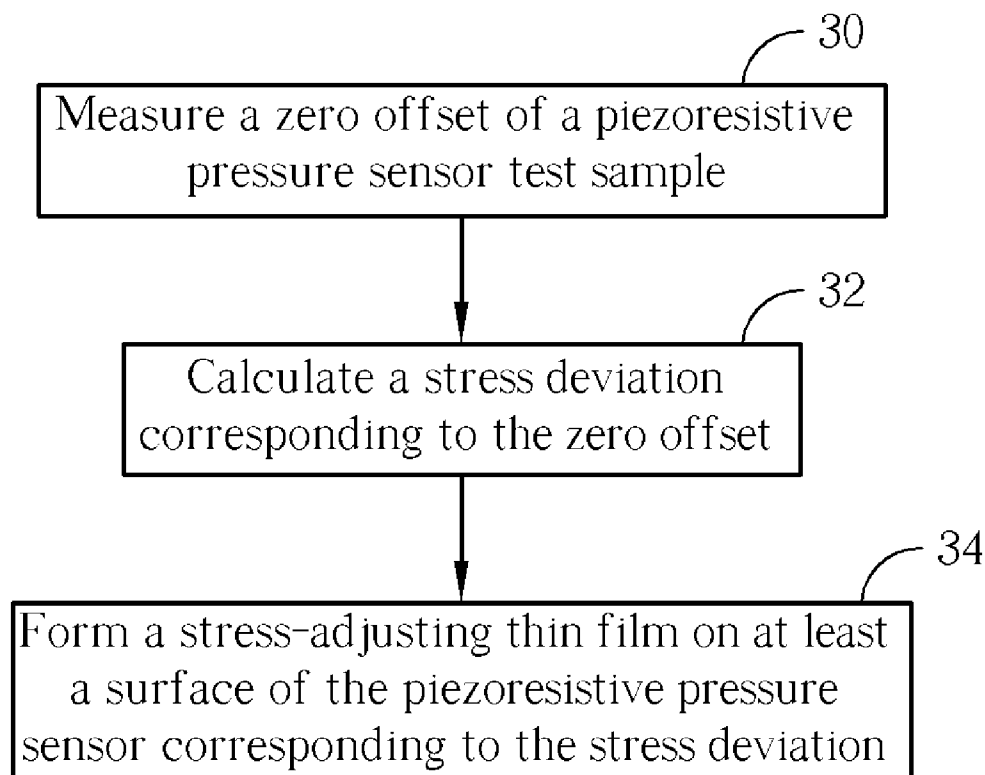 30
Measure a zero offset of a piezoresistive
pressure sensor test sample
32
Calculate a stress deviation
corresponding to the zero offset
34
Form a stress-adjusting thin film on at least
a surface of the piezoresistive pressure
sensor corresponding to the stress deviation